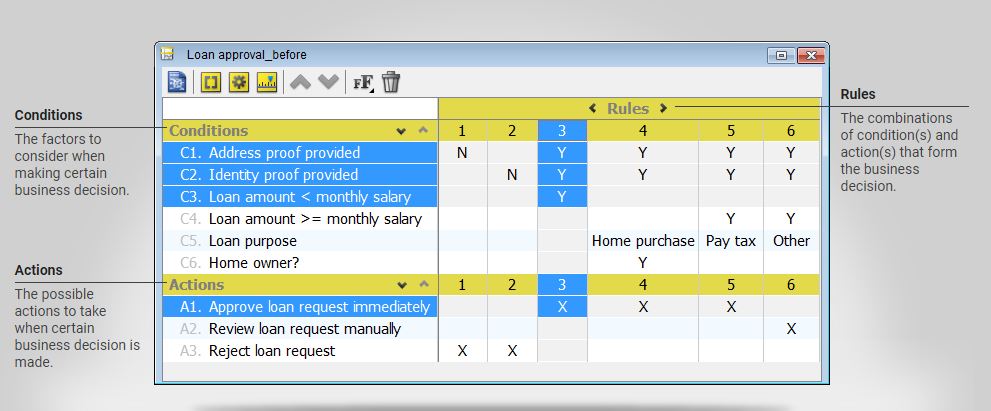 Loan approval_before
FF
Conditions
The factors to
consider when
making certain
business decision.
Rules
The combinations
of condition(s) and
action(s) that form
the business
decision.
Rules
Conditions 1 2 3 4 5 6
C1. Address proof provided N Y Y Y Y
C2. Identity proof provided N Y Y Y Y
C3. Loan amount < monthly salary Y
C4. Loan amount >= monthly salary Y Y
C5. Loan purpose Home purchase Pay tax Other
C6. Home owner? Y
Actions
The possible
actions to take
when certain
business decision is
made.
Actions 1 2 3 4 5 6
A1. Approve loan request immediately X X X
A2. Review loan request manually X
A3. Reject loan request X X